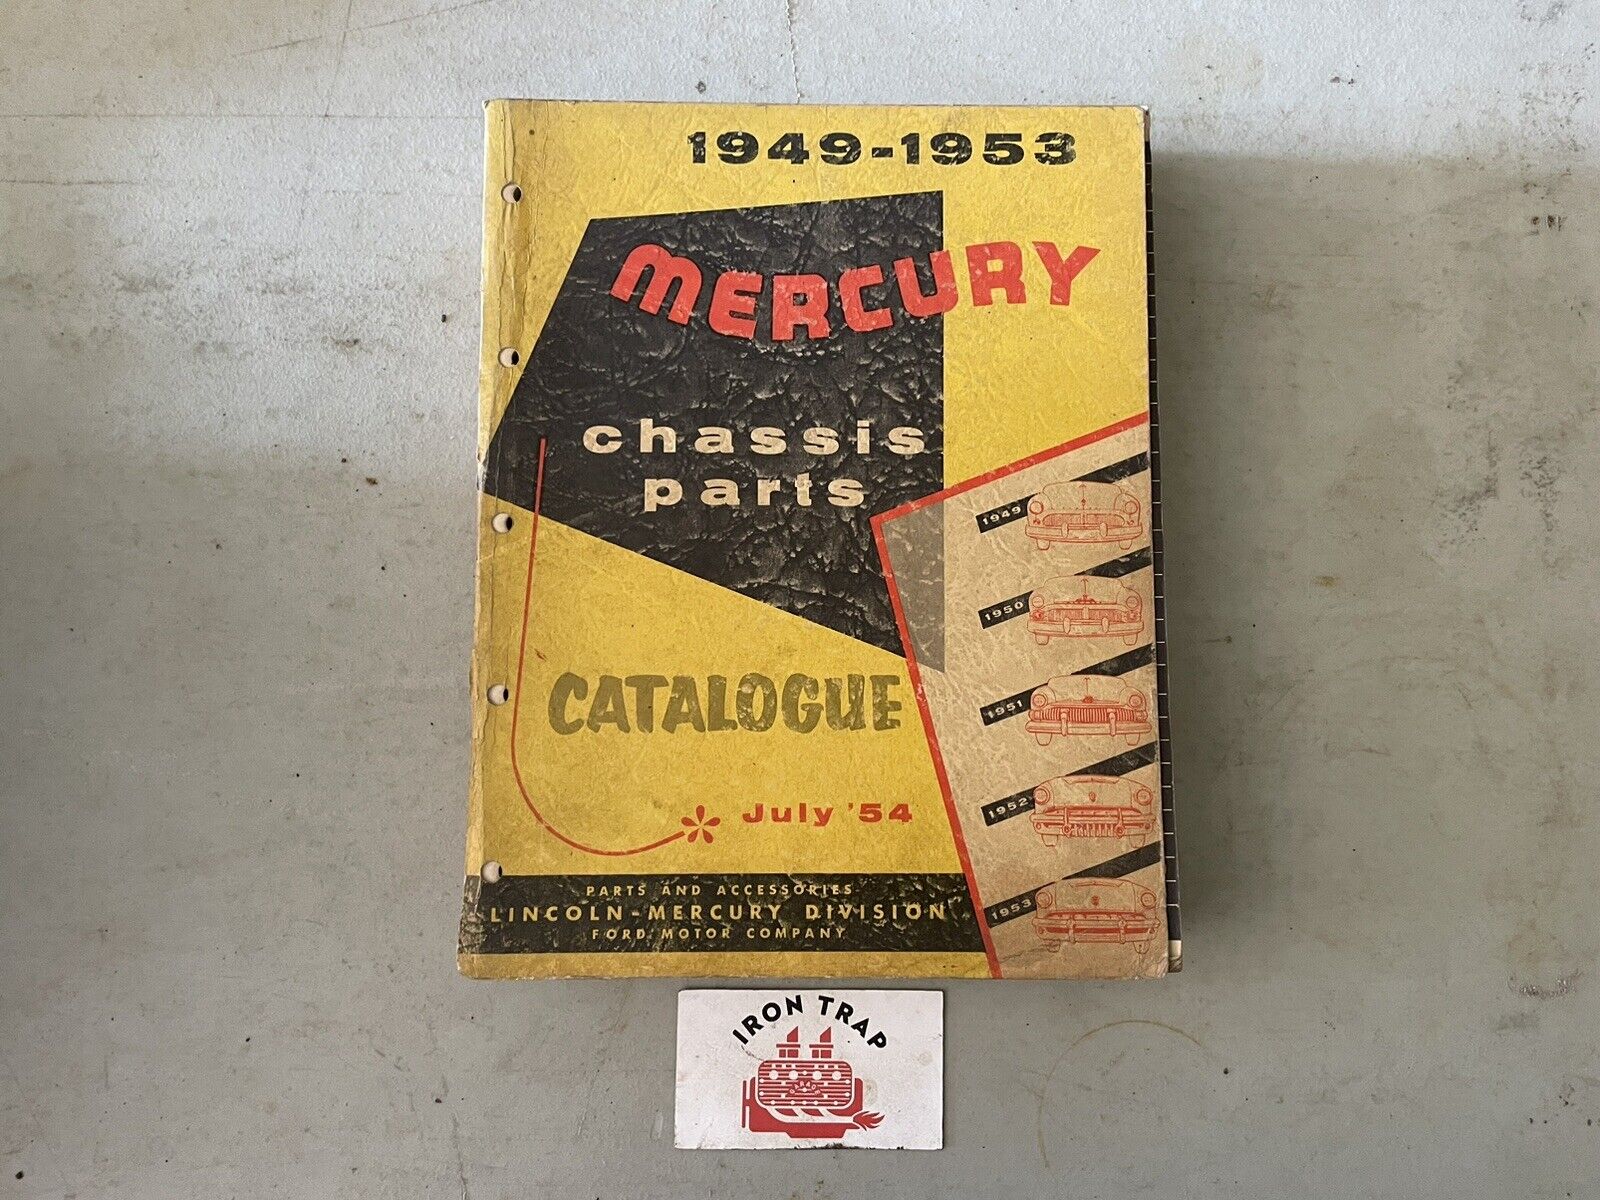 1949-1953
MERCURY
chassis
parts
1949
1950
1951
1952
1953
CATALOGUE
July '54
PARTS AND ACCESSORIES
LINCOLN-MERCURY DIVISION
FORD MOTOR COMPANY
IRON TRAP
GARAGE